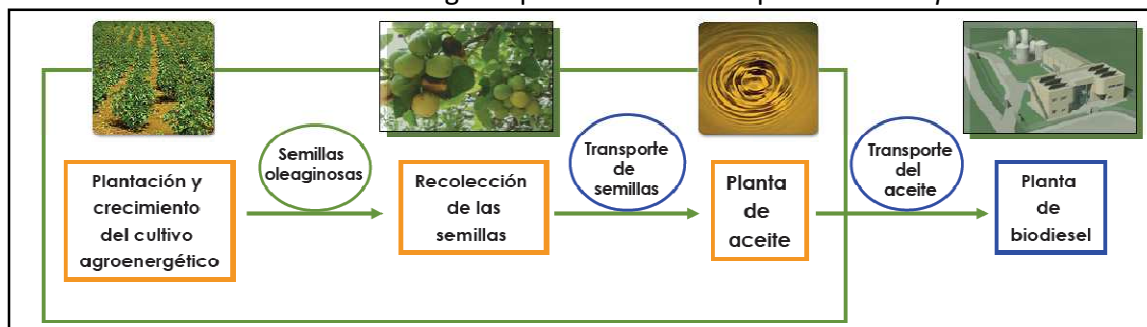 Semillas
oleaginosas
Transporte
de
semillas
Transporte
del
aceite
Plantación y
crecimiento
del cultivo
agroenergético
Recolección
de las
semillas
Planta
de
aceite
Planta
de
biodiesel